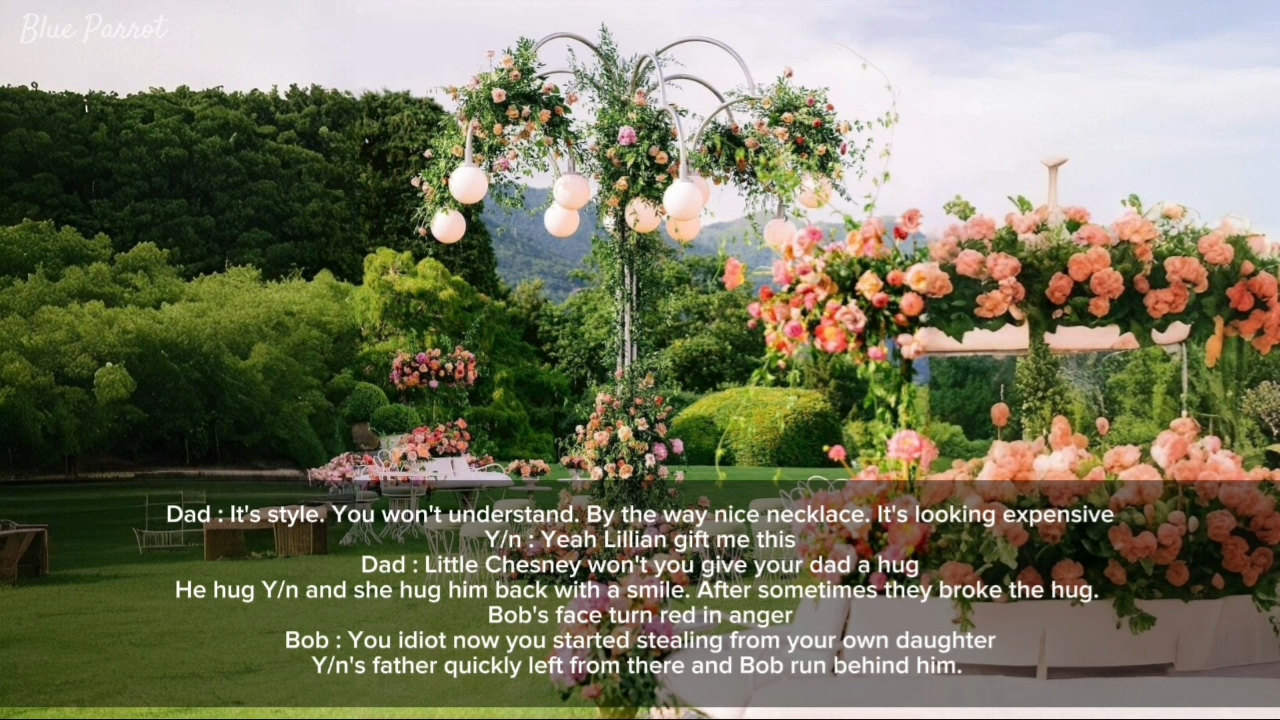 Blue Parrot
Dad : It's style. You won't understand. By the way nice necklace. It's looking expensive
Y/n : Yeah Lillian gift me this
Dad : Little Chesney won't you give your dad a hug
He hug Y/n and she hug him back with a smile. After sometimes they broke the hug.
Bob's face turn red in anger
Bob : You idiot now you started stealing from your own daughter
Y/n's father quickly left from there and Bob run behind him.